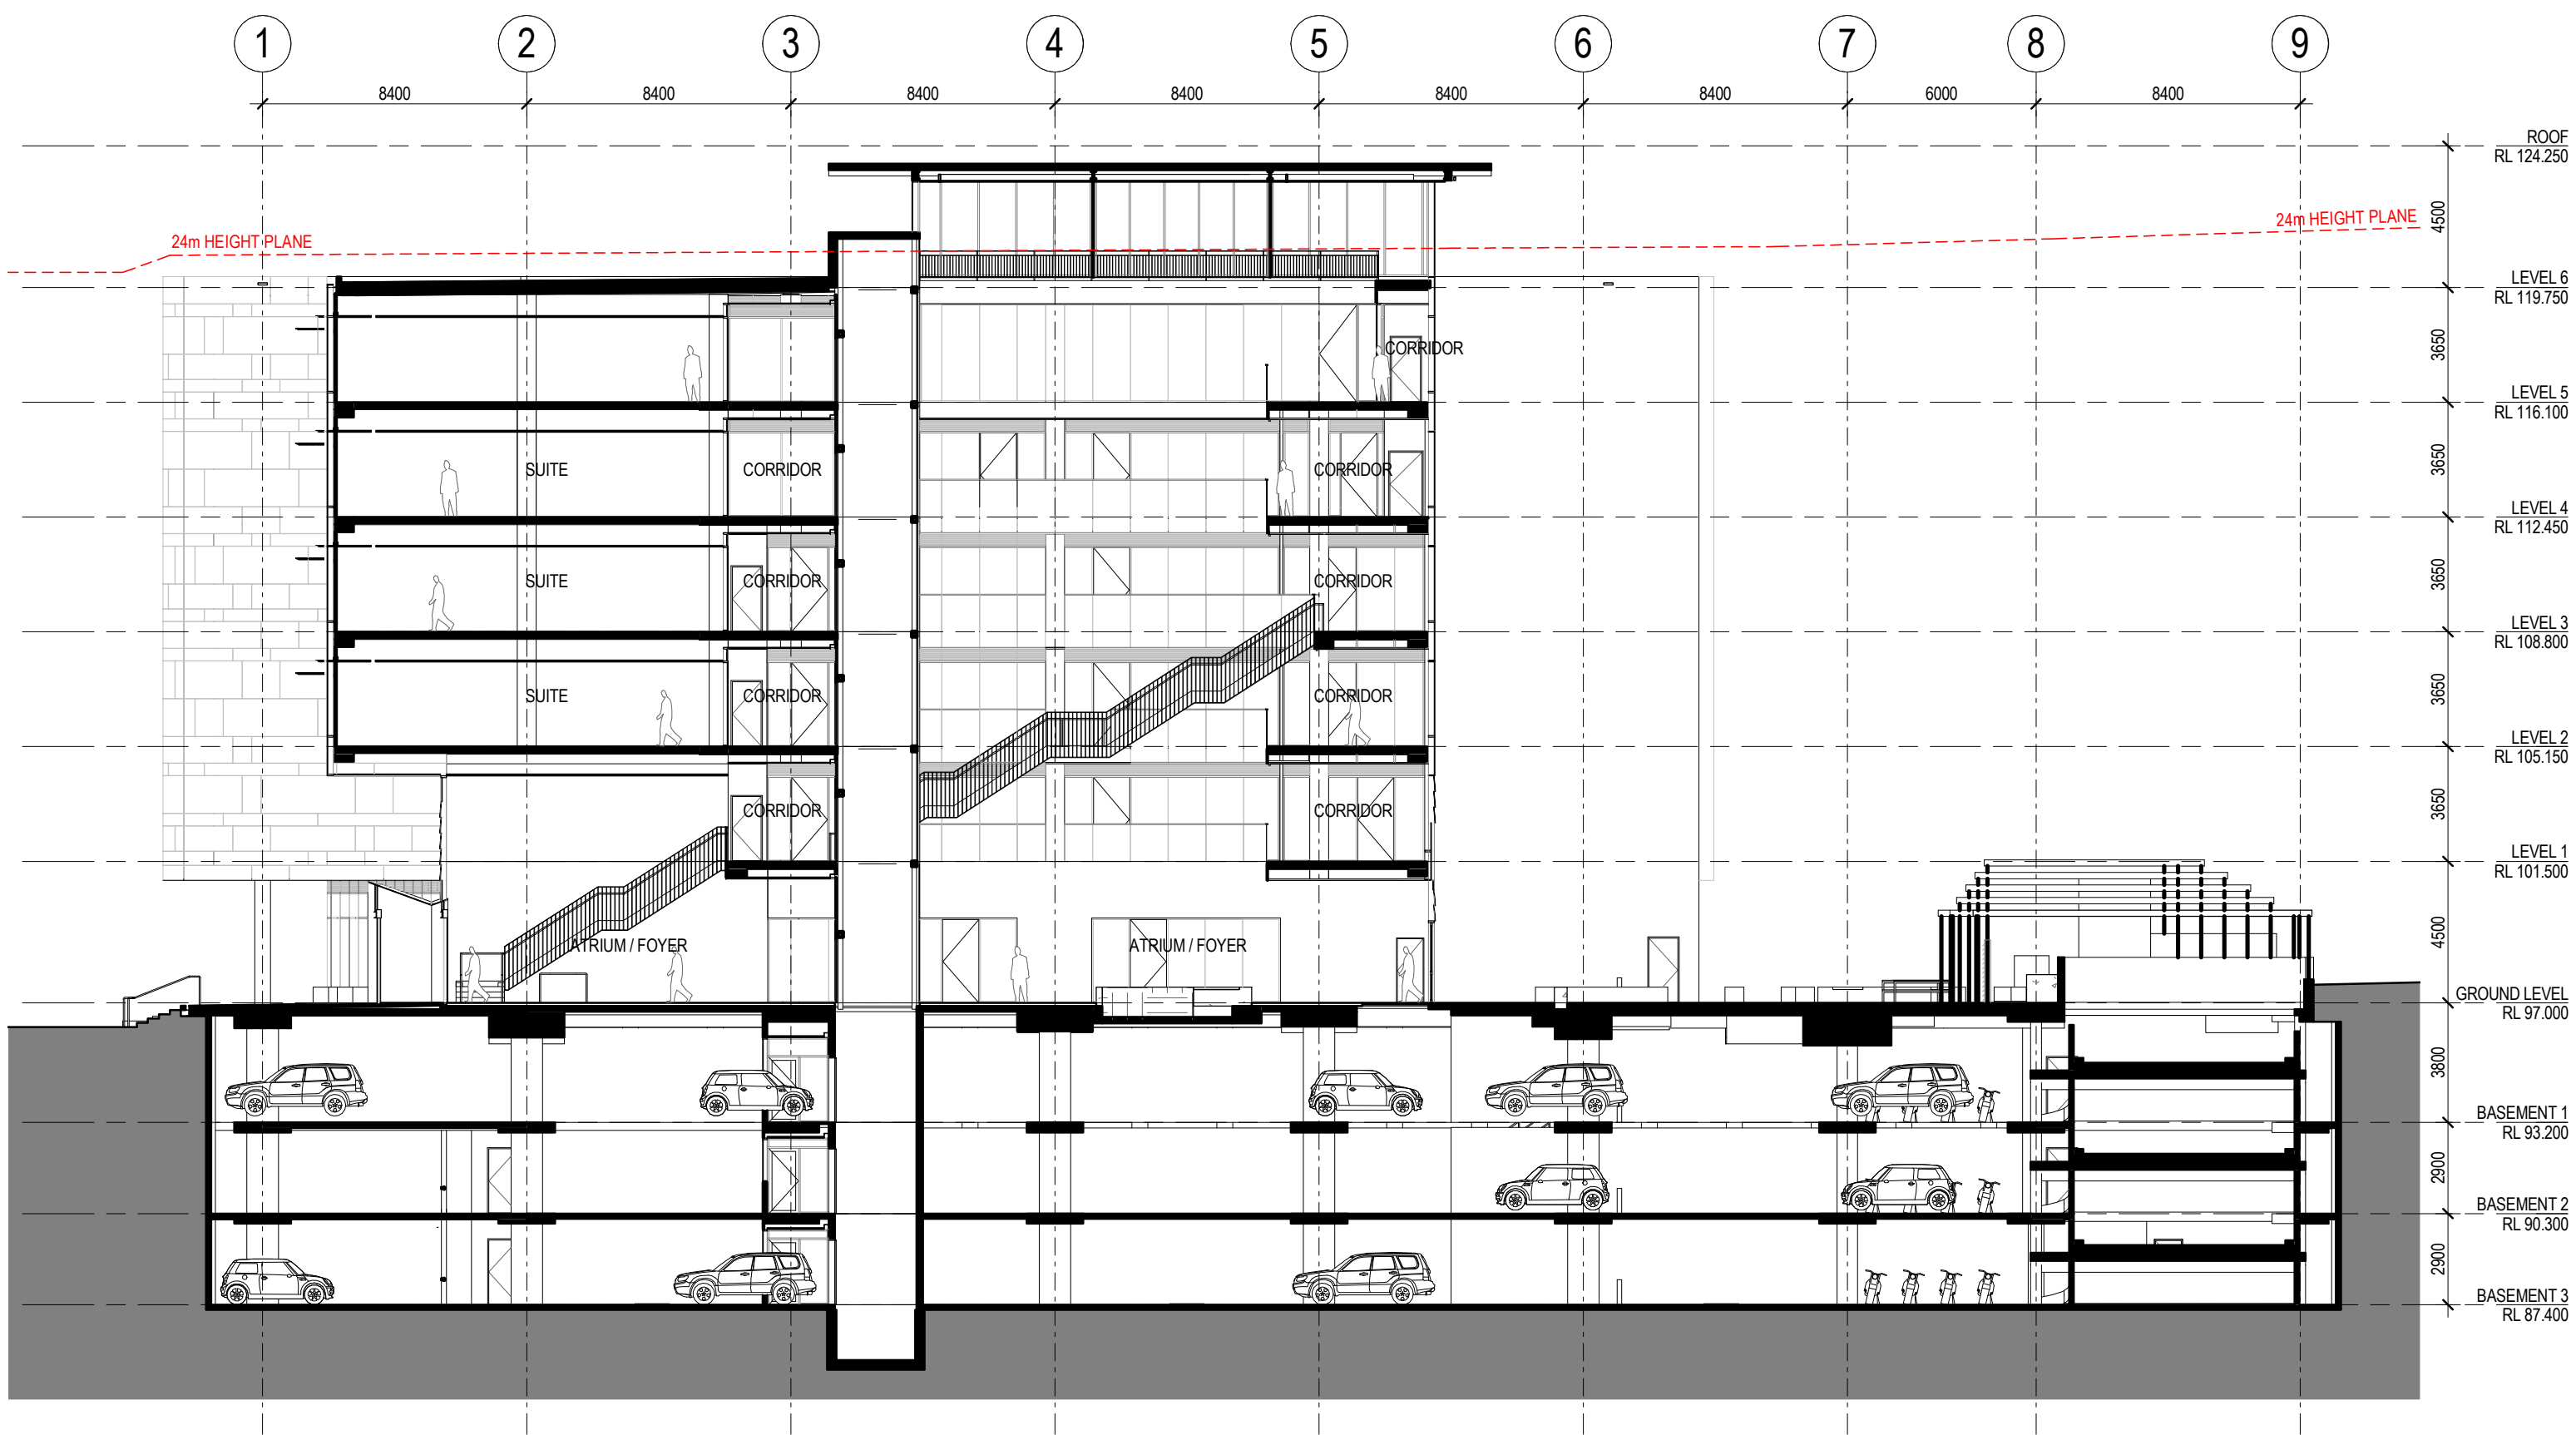 1 2 3 4 5 6 7 8 9
8400 8400 8400 8400 8400 8400 6000 8400
ROOF
RL 124.250
4500
24m HEIGHT PLANE
24m HEIGHT PLANE
LEVEL 6
RL 119.750
3650
CORRIDOR
LEVEL 5
RL 116.100
3650
SUITE CORRIDOR CORRIDOR
LEVEL 4
RL 112.450
3650
SUITE CORRIDOR CORRIDOR
LEVEL 3
RL 108.800
3650
SUITE CORRIDOR CORRIDOR
LEVEL 2
RL 105.150
3650
CORRIDOR CORRIDOR
LEVEL 1
RL 101.500
4500
ATRIUM / FOYER ATRIUM / FOYER
GROUND LEVEL
RL 97.000
3800
BASEMENT 1
RL 93.200
2900
BASEMENT 2
RL 90.300
2900
BASEMENT 3
RL 87.400